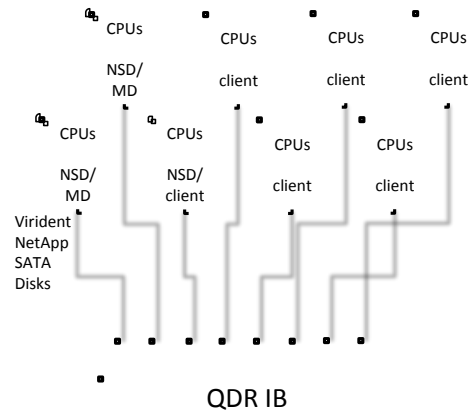 CPUs
CPUs
CPUs
CPUs
NSD/
MD
client
client
client
CPUs
CPUs
CPUs
CPUs
NSD/
MD
NSD/
client
client
client
Virident
NetApp
SATA
Disks
QDR IB